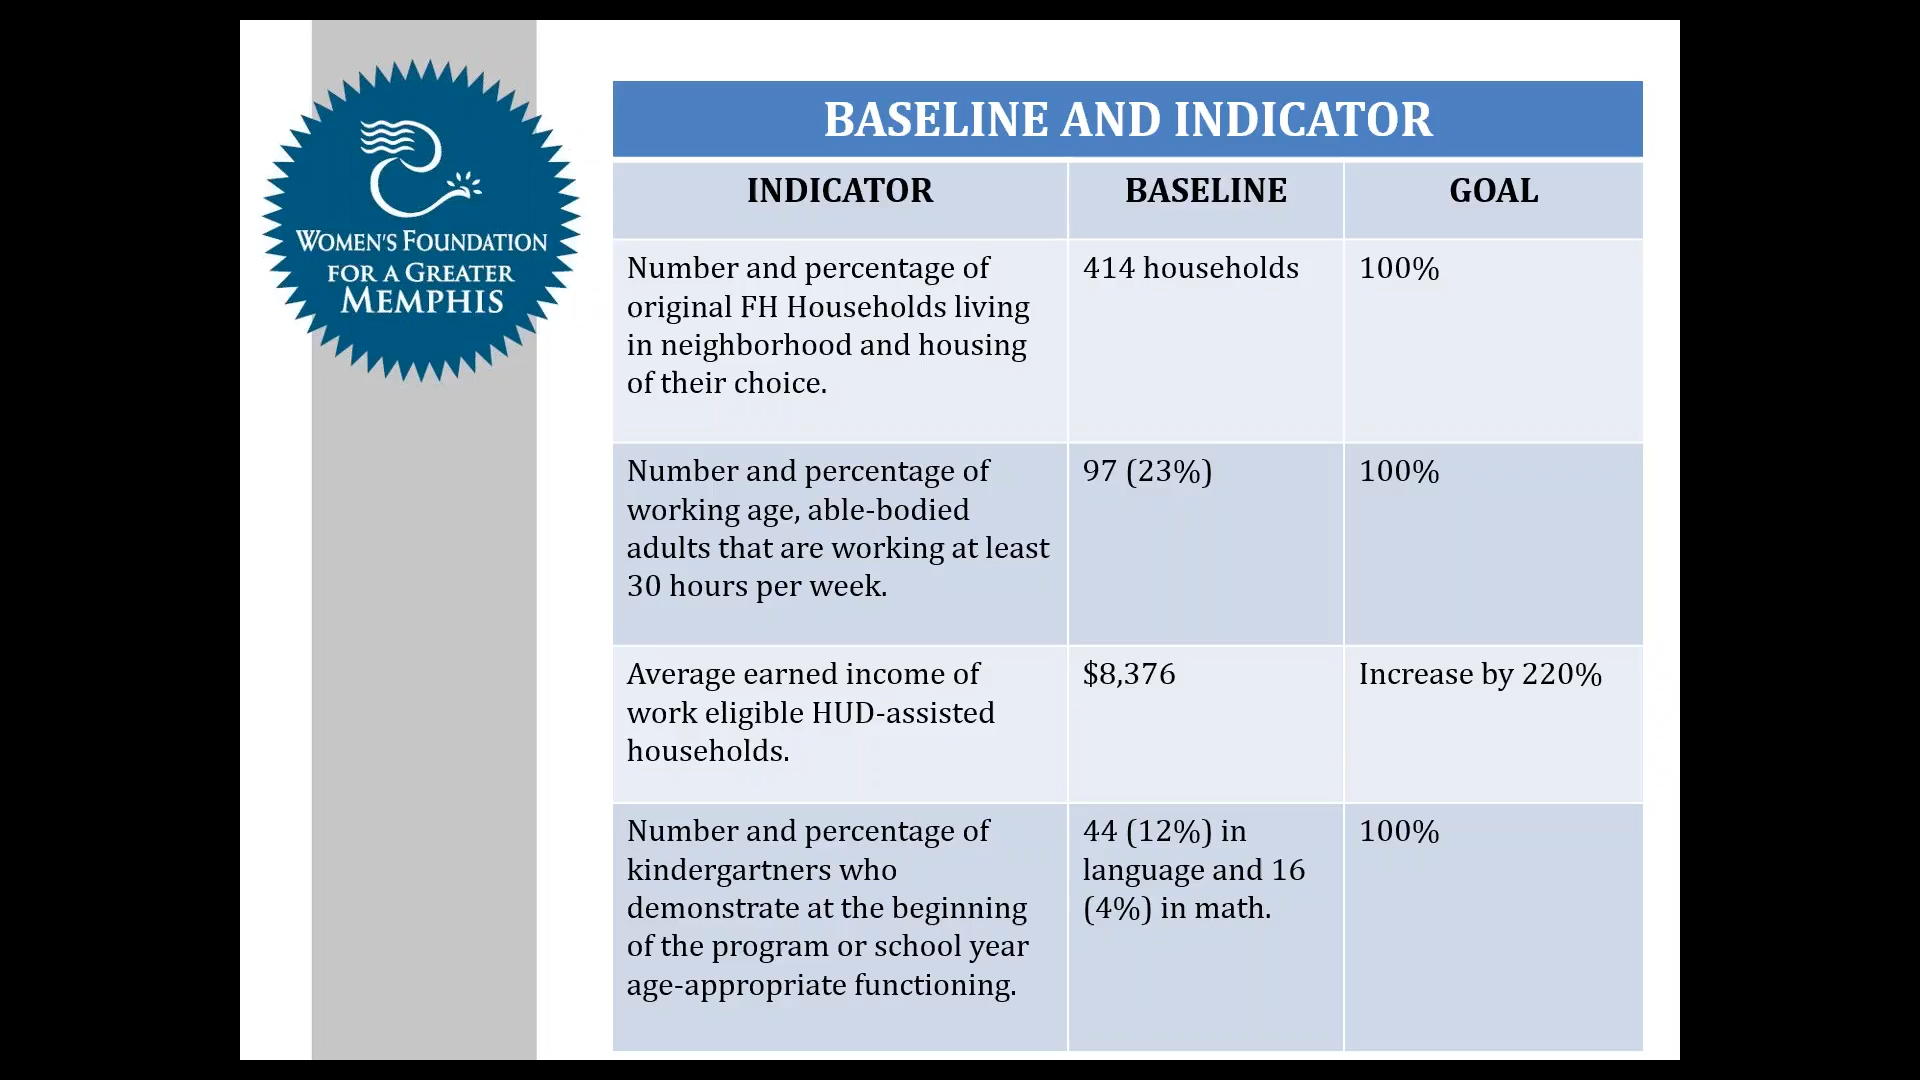 WOMEN'S FOUNDATION
FOR A GREATER
MEMPHIS
BASELINE AND INDICATOR
INDICATOR
BASELINE
GOAL
Number and percentage of
original FH Households living
in neighborhood and housing
of their choice.
414 households
100%
Number and percentage of
working age, able-bodied
adults that are working at least
30 hours per week.
97 (23%)
100%
Average earned income of
work eligible HUD-assisted
households.
$8,376
Increase by 220%
Number and percentage of
kindergartners who
demonstrate at the beginning
of the program or school year
age-appropriate functioning.
44 (12%) in
language and 16
(4%) in math.
100%